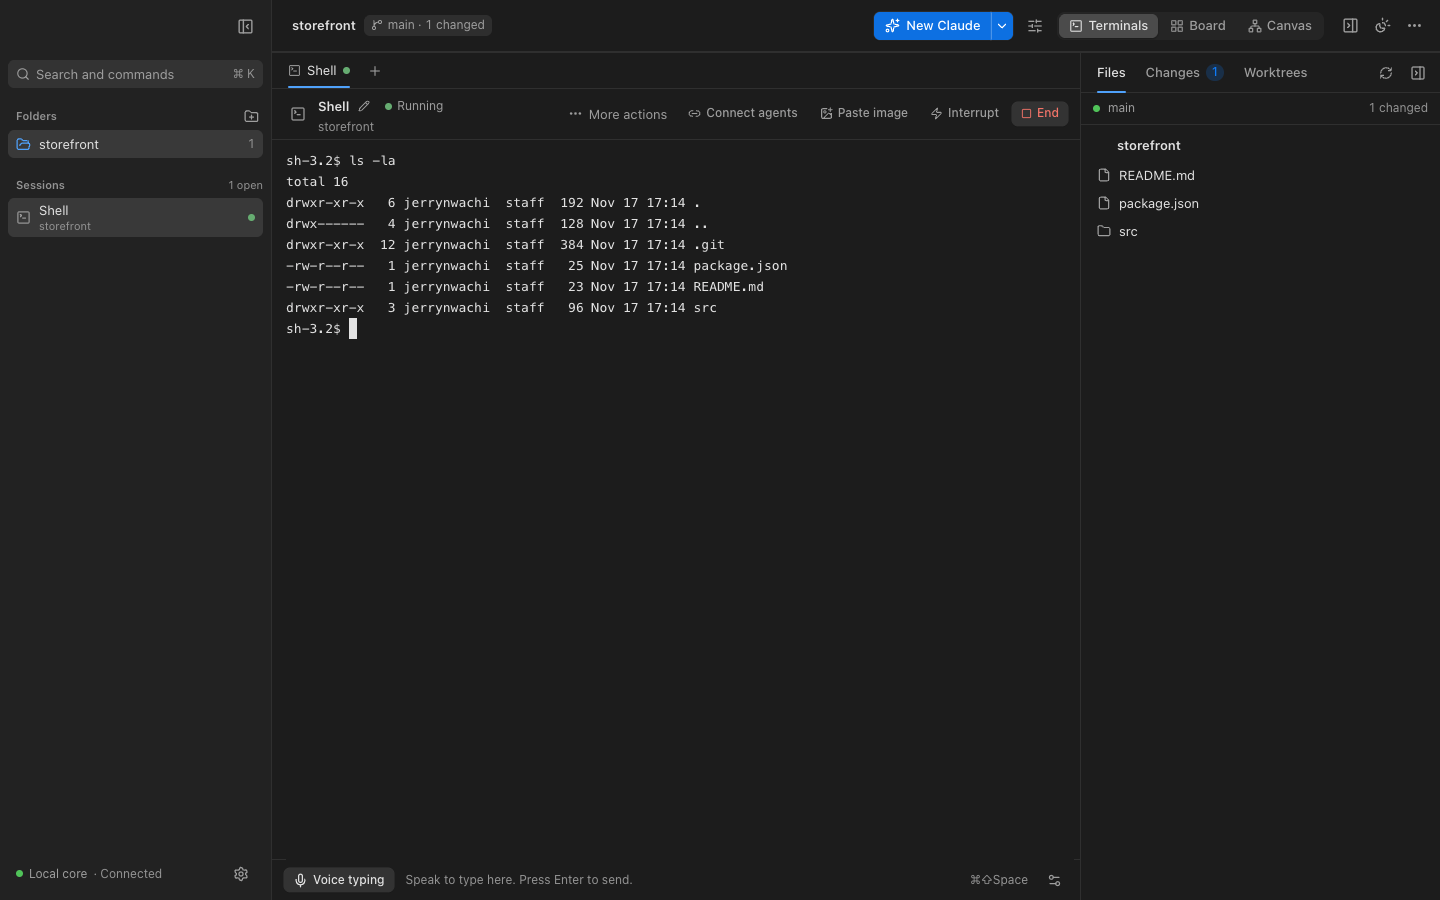 storefront
main · 1 changed
New Claude
Terminals
Board
Canvas
Search and commands ⌘ K
Folders
storefront 1
Sessions 1 open
Shell
storefront
Local core · Connected
Shell
Shell
Running
storefront
More actions
Connect agents
Paste image
Interrupt
End
sh-3.2$ ls -la
total 16
drwxr-xr-x   6 jerrynwachi  staff  192 Nov 17 17:14 .
drwx------   4 jerrynwachi  staff  128 Nov 17 17:14 ..
drwxr-xr-x  12 jerrynwachi  staff  384 Nov 17 17:14 .git
-rw-r--r--   1 jerrynwachi  staff   25 Nov 17 17:14 package.json
-rw-r--r--   1 jerrynwachi  staff   23 Nov 17 17:14 README.md
drwxr-xr-x   3 jerrynwachi  staff   96 Nov 17 17:14 src
sh-3.2$
Voice typing
Speak to type here. Press Enter to send.
⌘⇧Space
Files
Changes 1
Worktrees
main 1 changed
storefront
README.md
package.json
src